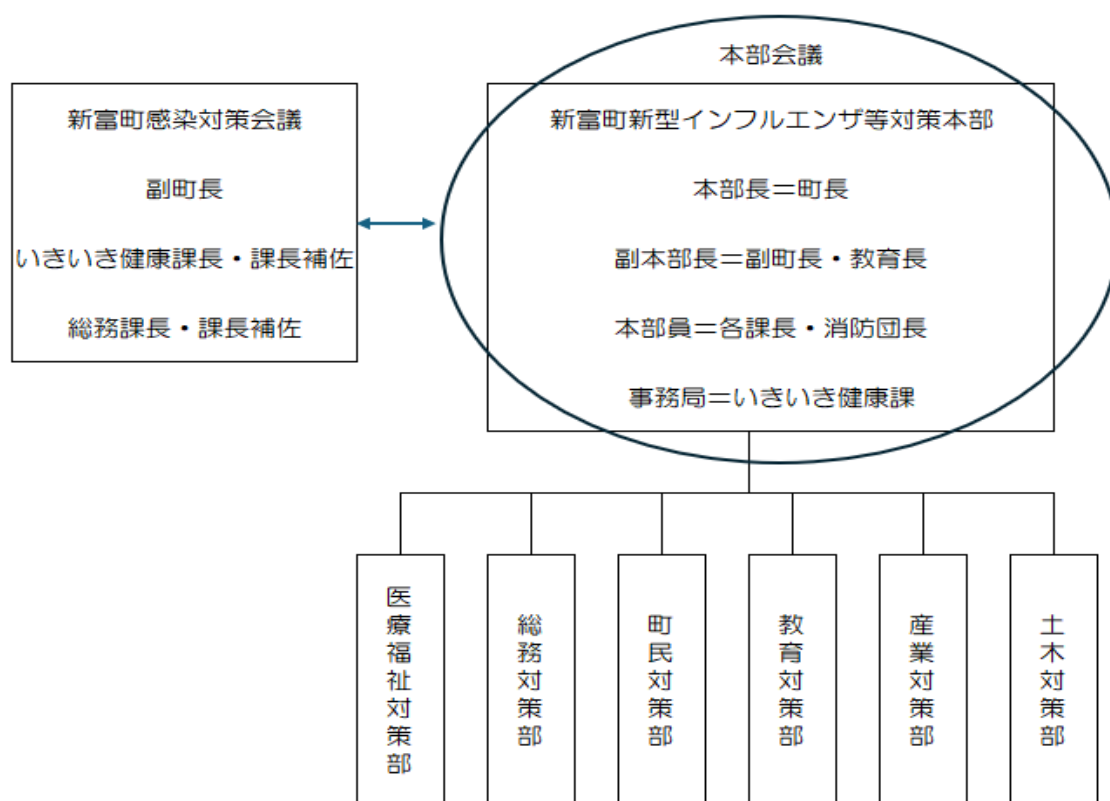 本部会議
新富町感染対策会議
副町長
いきいき健康課長・課長補佐
総務課長・課長補佐
新富町新型インフルエンザ等対策本部
本部長＝町長
副本部長＝副町長・教育長
本部員＝各課長・消防団長
事務局＝いきいき健康課
医療福祉対策部
総務対策部
町民対策部
教育対策部
産業対策部
土木対策部